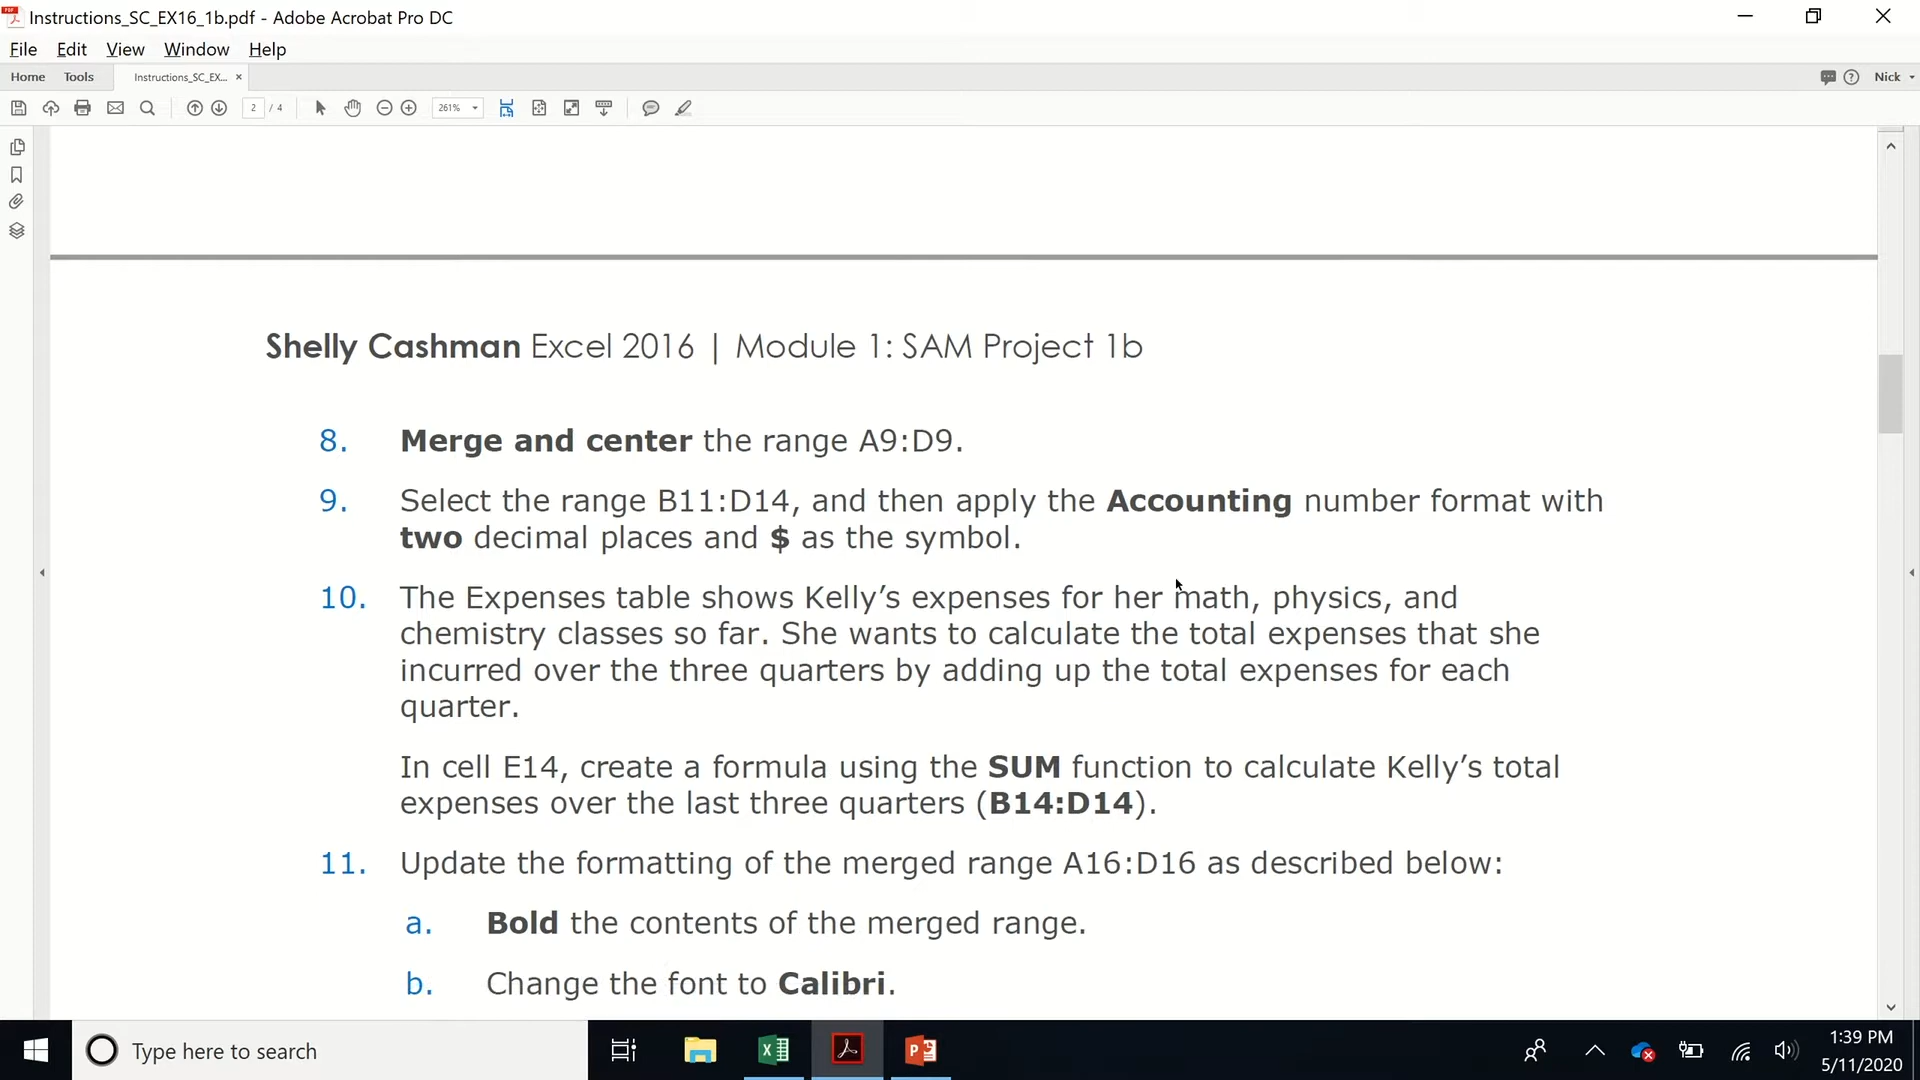 Instructions_SC_EX16_1b.pdf - Adobe Acrobat Pro DC
File Edit View Window Help
Home Tools Instructions_SC_EX... × Nick
2 / 4 261%
Shelly Cashman Excel 2016 | Module 1: SAM Project 1b
8. Merge and center the range A9:D9.
9. Select the range B11:D14, and then apply the Accounting number format with
two decimal places and $ as the symbol.
10. The Expenses table shows Kelly’s expenses for her math, physics, and
chemistry classes so far. She wants to calculate the total expenses that she
incurred over the three quarters by adding up the total expenses for each
quarter.
In cell E14, create a formula using the SUM function to calculate Kelly’s total
expenses over the last three quarters (B14:D14).
11. Update the formatting of the merged range A16:D16 as described below:
a. Bold the contents of the merged range.
b. Change the font to Calibri.
Type here to search
1:39 PM
5/11/2020